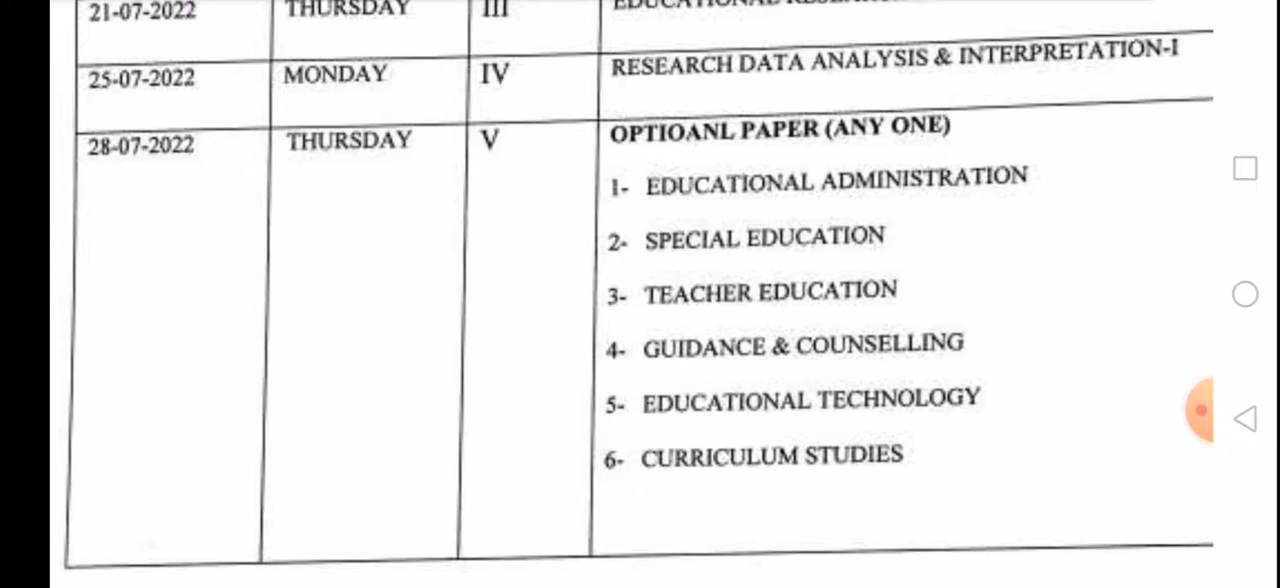 21-07-2022 THURSDAY III EDUCATIONAL
25-07-2022 MONDAY IV RESEARCH DATA ANALYSIS & INTERPRETATION-I
28-07-2022 THURSDAY V OPTIOANL PAPER (ANY ONE)
1- EDUCATIONAL ADMINISTRATION
2- SPECIAL EDUCATION
3- TEACHER EDUCATION
4- GUIDANCE & COUNSELLING
5- EDUCATIONAL TECHNOLOGY
6- CURRICULUM STUDIES